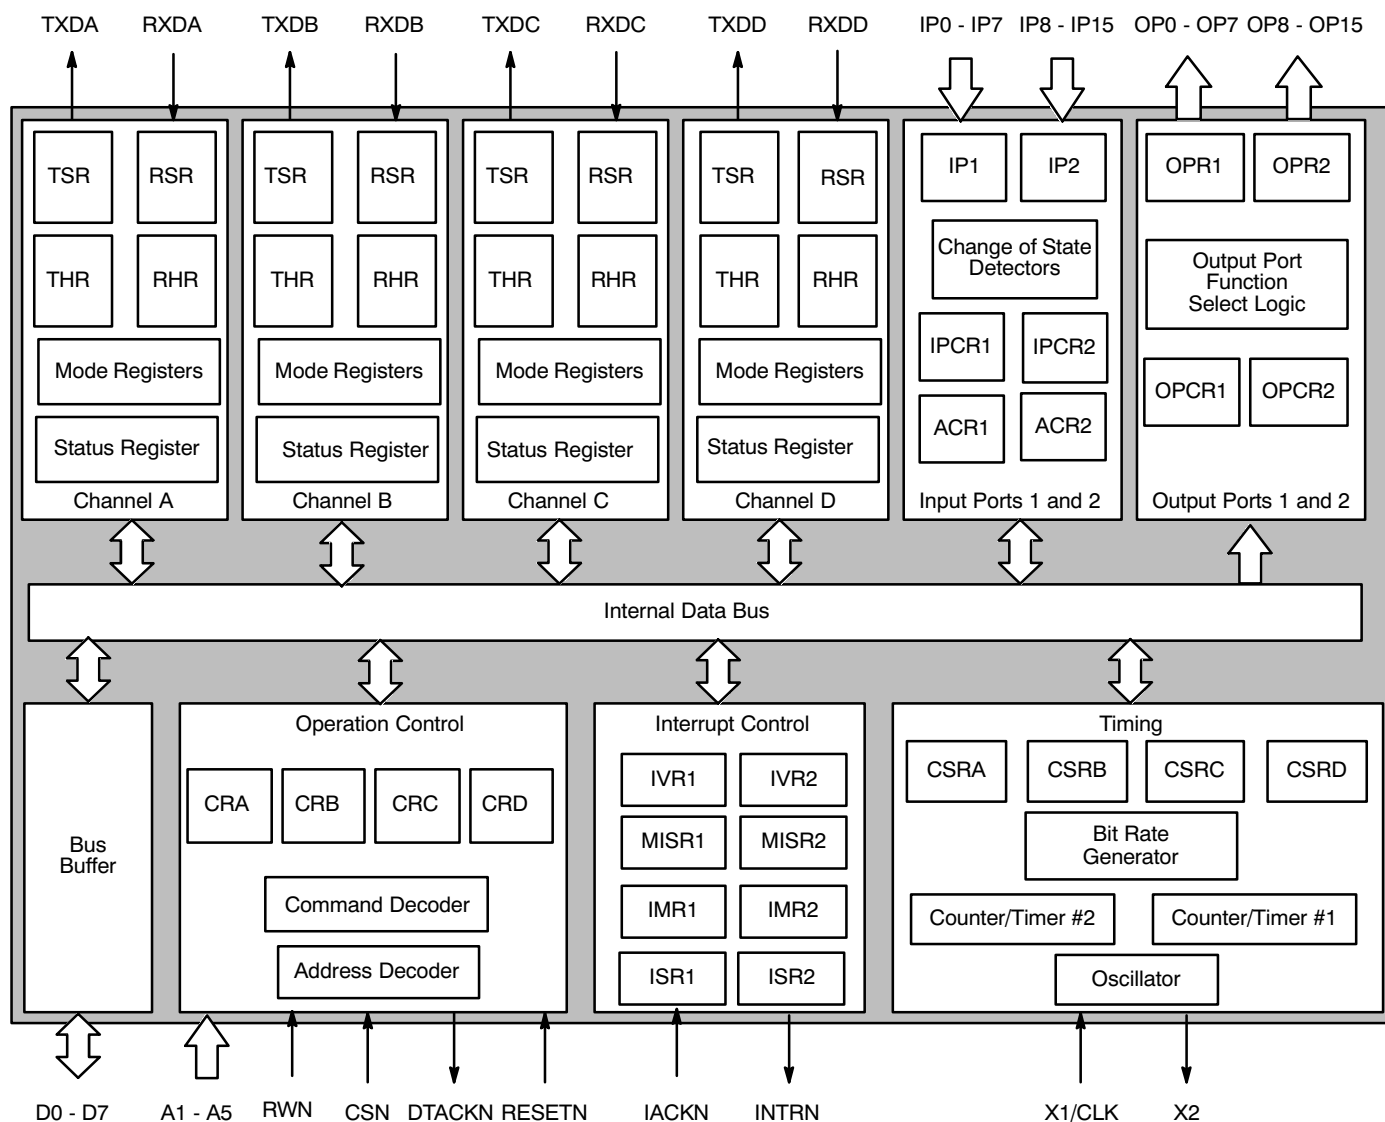 TXDA RXDA TXDB RXDB TXDC RXDC TXDD RXDD IP0 - IP7 IP8 - IP15 OP0 - OP7 OP8 - OP15
TSR RSR
THR RHR
Mode Registers
Status Register
Channel A
TSR RSR
THR RHR
Mode Registers
Status Register
Channel B
TSR RSR
THR RHR
Mode Registers
Status Register
Channel C
TSR RSR
THR RHR
Mode Registers
Status Register
Channel D
IP1 IP2
Change of State
Detectors
IPCR1 IPCR2
ACR1 ACR2
Input Ports 1 and 2
OPR1 OPR2
Output Port
Function
Select Logic
OPCR1 OPCR2
Output Ports 1 and 2
Internal Data Bus
Bus
Buffer
Operation Control
CRA CRB CRC CRD
Command Decoder
Address Decoder
Interrupt Control
IVR1 IVR2
MISR1 MISR2
IMR1 IMR2
ISR1 ISR2
Timing
CSRA CSRB CSRC CSRD
Bit Rate
Generator
Counter/Timer #2 Counter/Timer #1
Oscillator
D0 - D7 A1 - A5 RWN CSN DTACKN RESETN IACKN INTRN X1/CLK X2